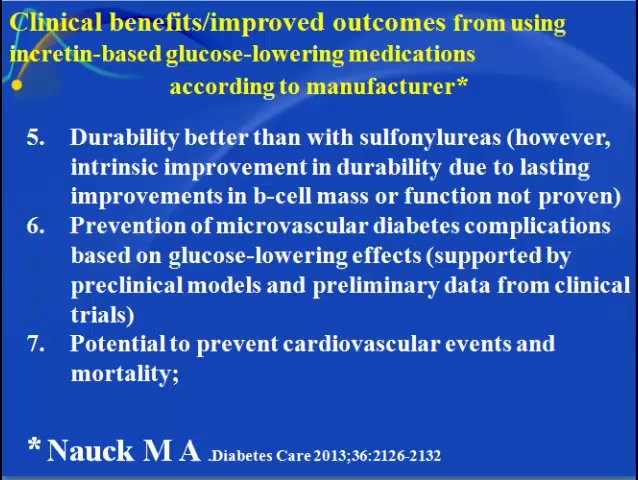 Clinical benefits/improved outcomes from using
incretin-based glucose-lowering medications
according to manufacturer*
5. Durability better than with sulfonylureas (however,
intrinsic improvement in durability due to lasting
improvements in b-cell mass or function not proven)
6. Prevention of microvascular diabetes complications
based on glucose-lowering effects (supported by
preclinical models and preliminary data from clinical
trials)
7. Potential to prevent cardiovascular events and
mortality;
* Nauck M A .Diabetes Care 2013;36:2126-2132